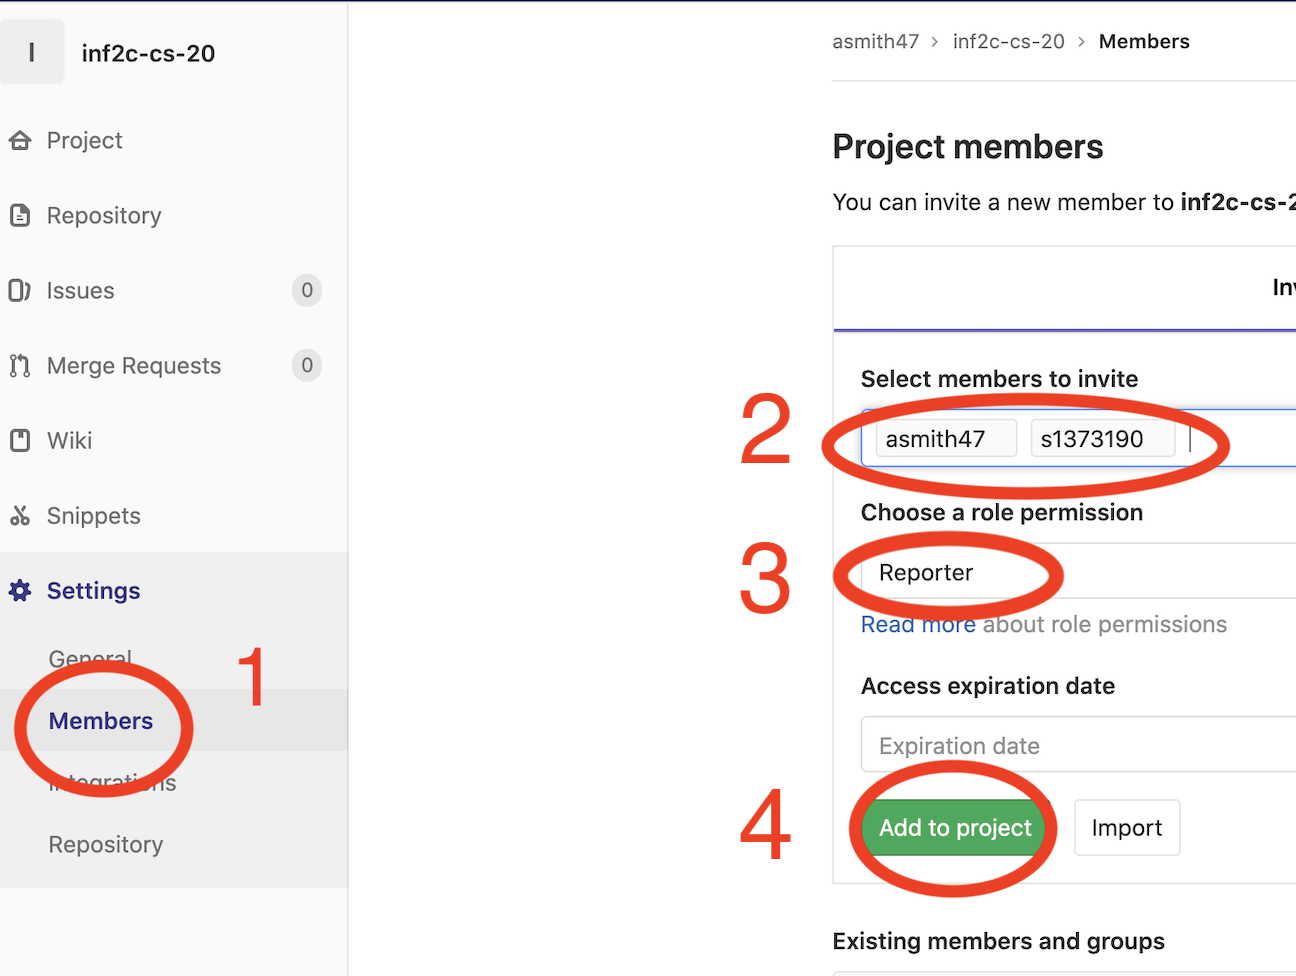 I
inf2c-cs-20
Project
Repository
Issues
0
Merge Requests
0
Wiki
Snippets
Settings
General
1
Members
Integrations
Repository
asmith47 > inf2c-cs-20 > Members
Project members
You can invite a new member to inf2c-cs-2
Inv
Select members to invite
2
asmith47 s1373190
Choose a role permission
3
Reporter
Read more about role permissions
Access expiration date
Expiration date
4
Add to project
Import
Existing members and groups